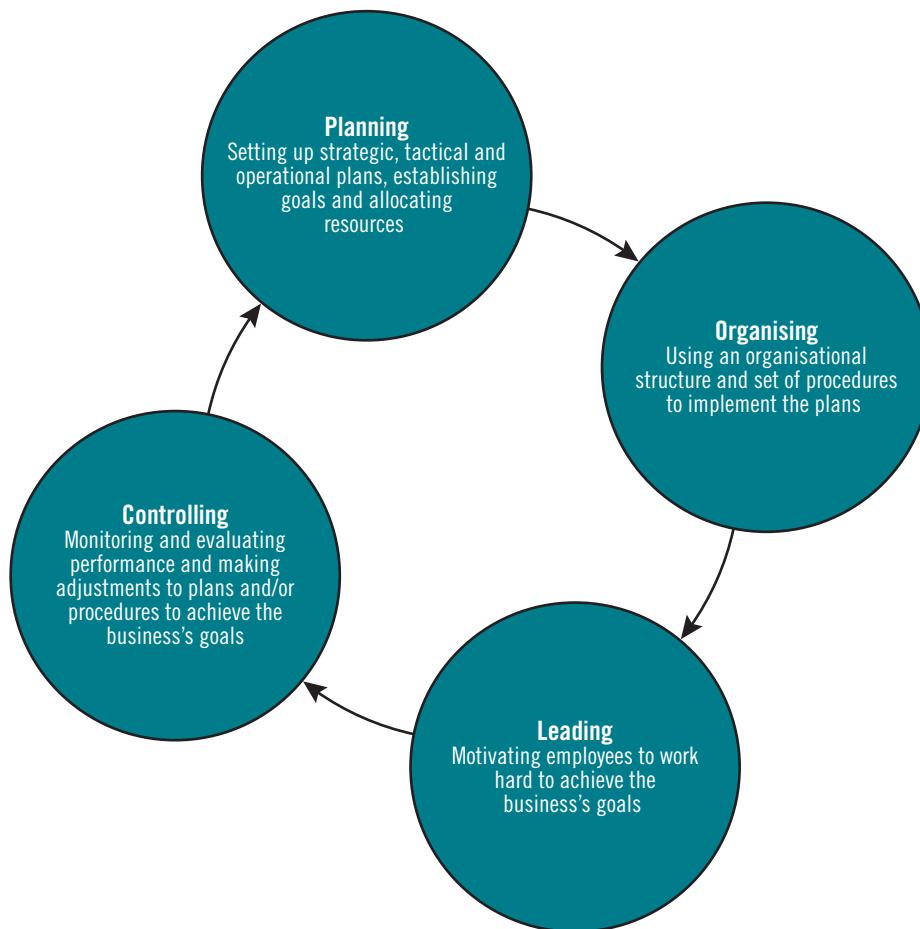 Planning
Setting up strategic, tactical and
operational plans, establishing
goals and allocating
resources
Organising
Using an organisational
structure and set of procedures
to implement the plans
Leading
Motivating employees to work
hard to achieve the
business’s goals
Controlling
Monitoring and evaluating
performance and making
adjustments to plans and/or
procedures to achieve the
business’s goals